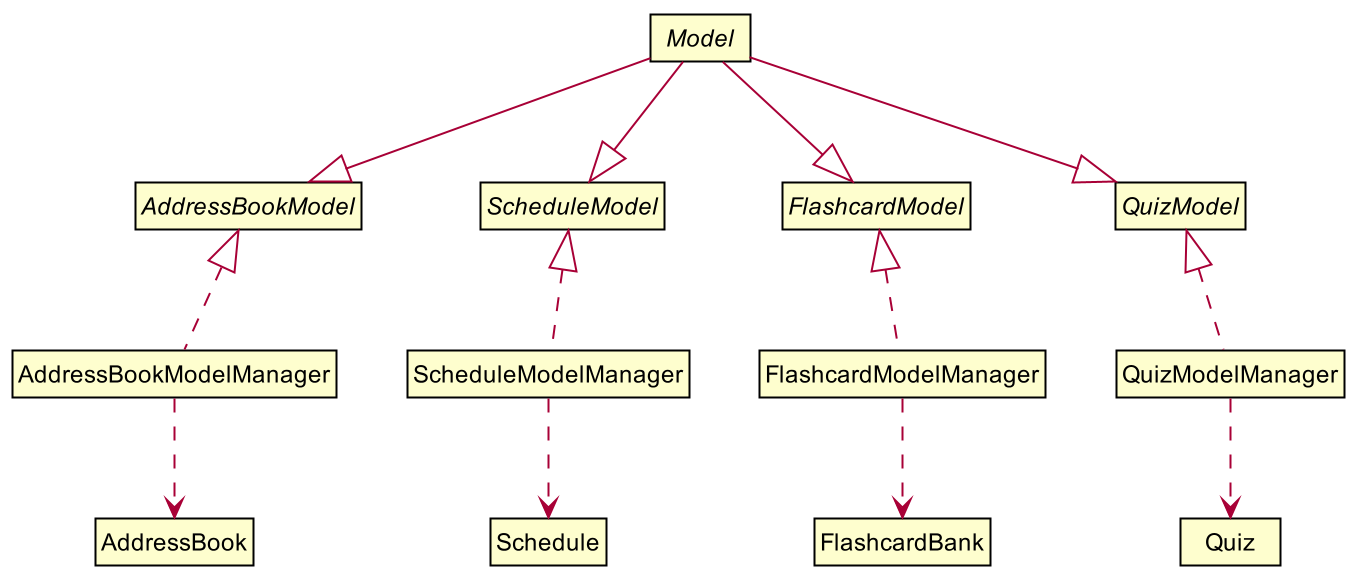 Model
AddressBookModel
ScheduleModel
FlashcardModel
QuizModel
AddressBookModelManager
ScheduleModelManager
FlashcardModelManager
QuizModelManager
AddressBook
Schedule
FlashcardBank
Quiz